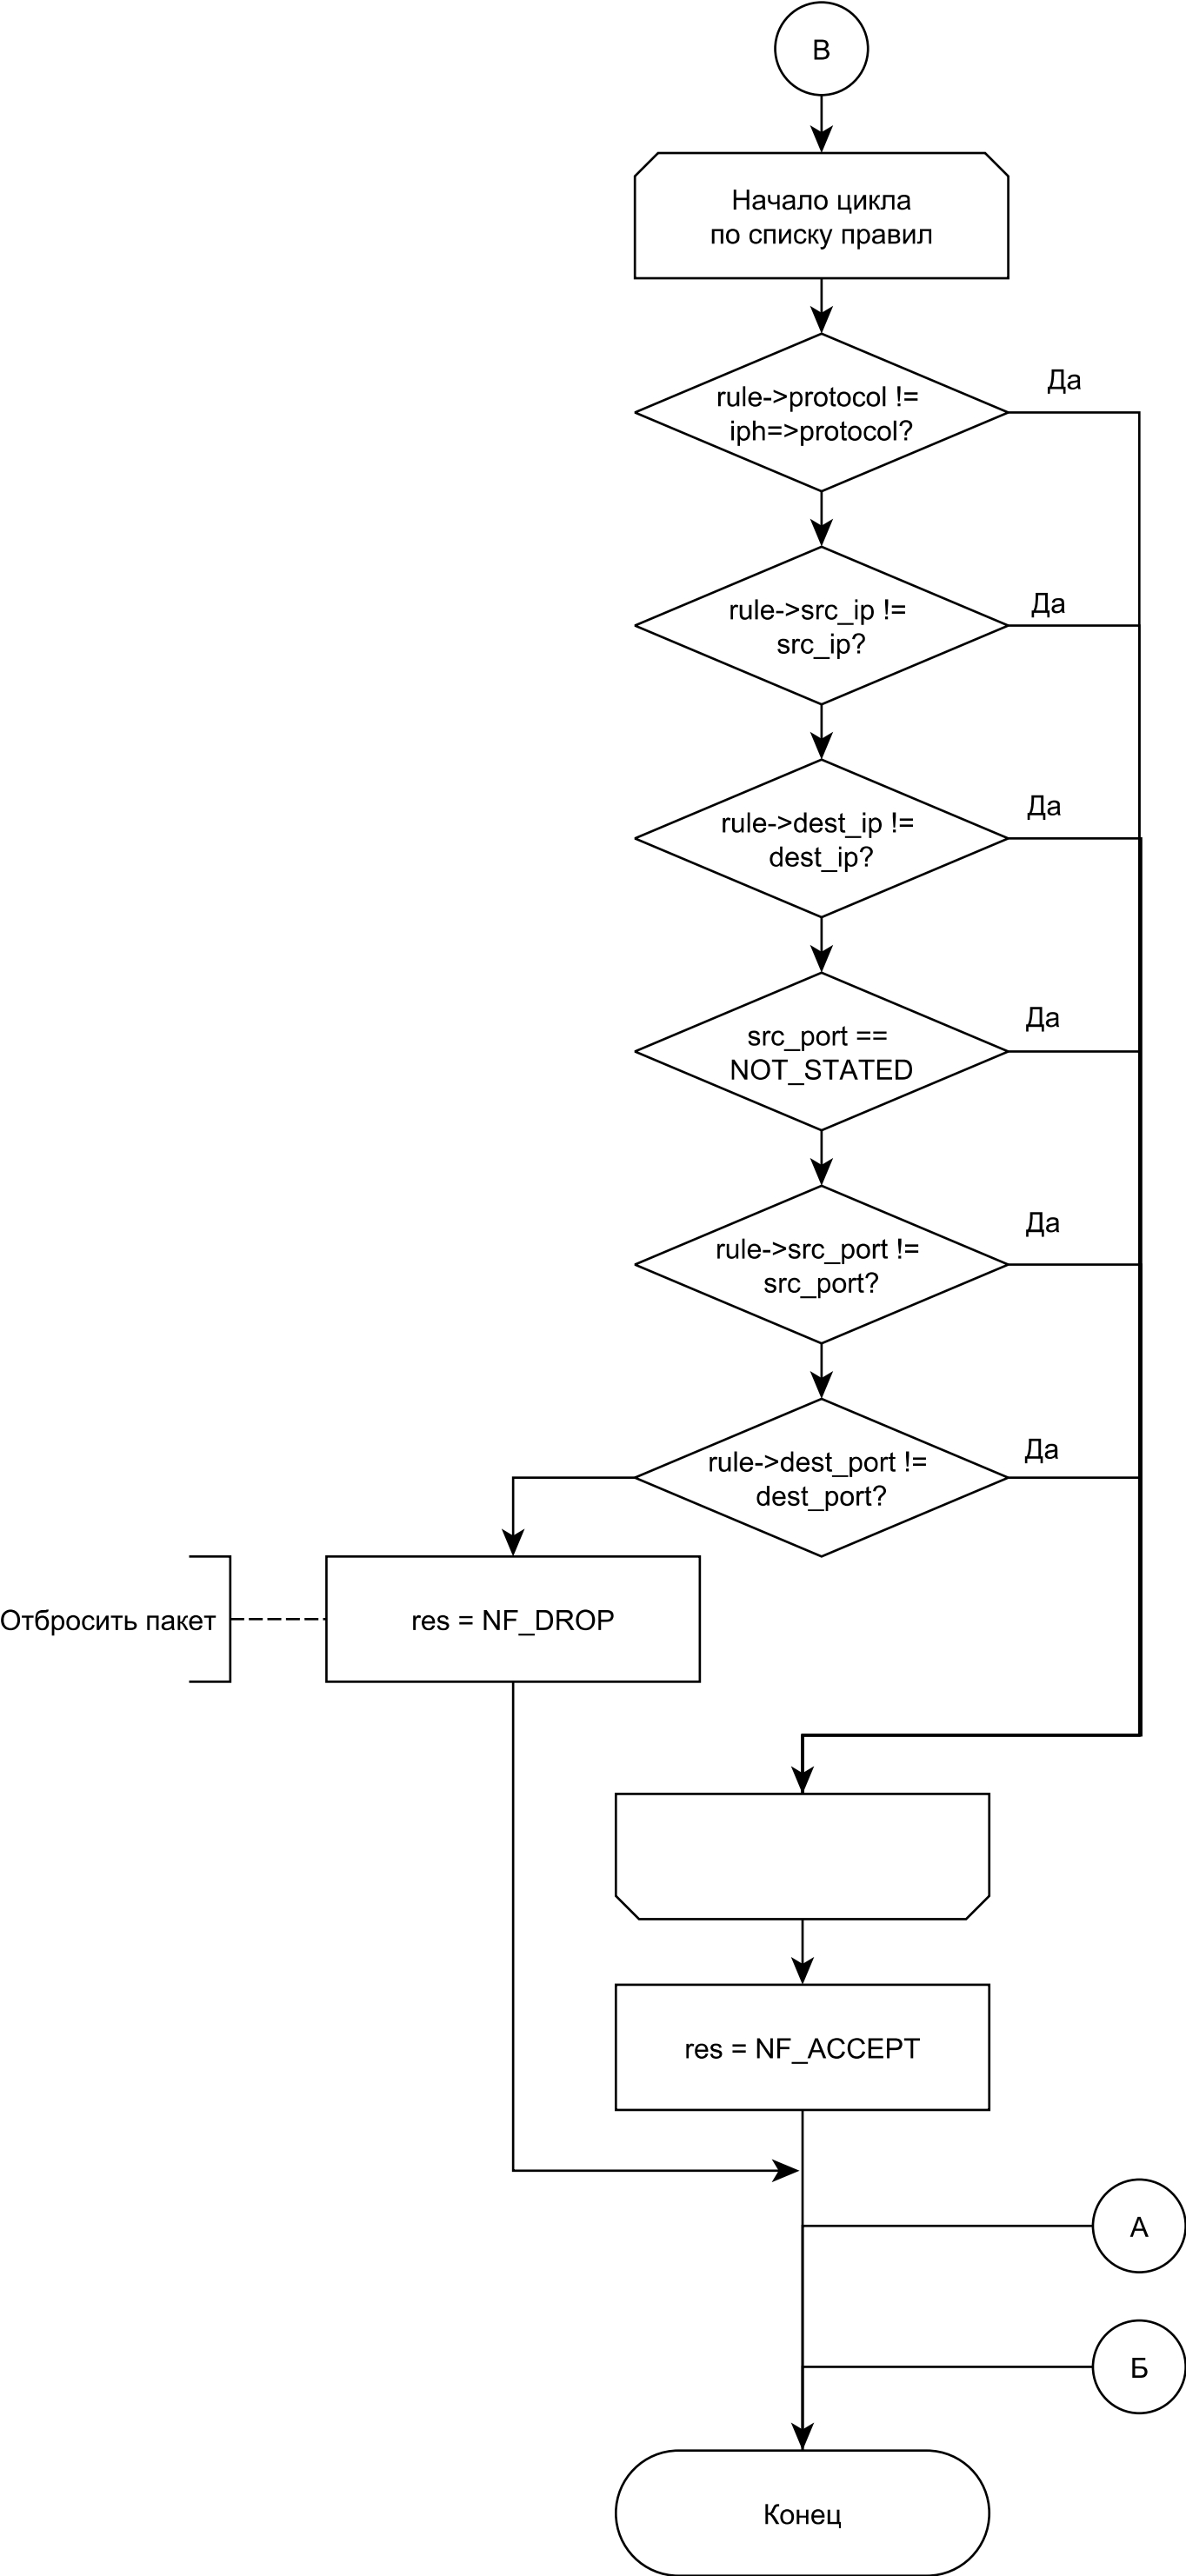 В
Начало цикла
по списку правил
rule->protocol !=
iph=>protocol?
Да
rule->src_ip !=
src_ip?
Да
rule->dest_ip !=
dest_ip?
Да
src_port ==
NOT_STATED
Да
rule->src_port !=
src_port?
Да
rule->dest_port !=
dest_port?
Да
Отбросить пакет
res = NF_DROP
res = NF_ACCEPT
А
Б
Конец